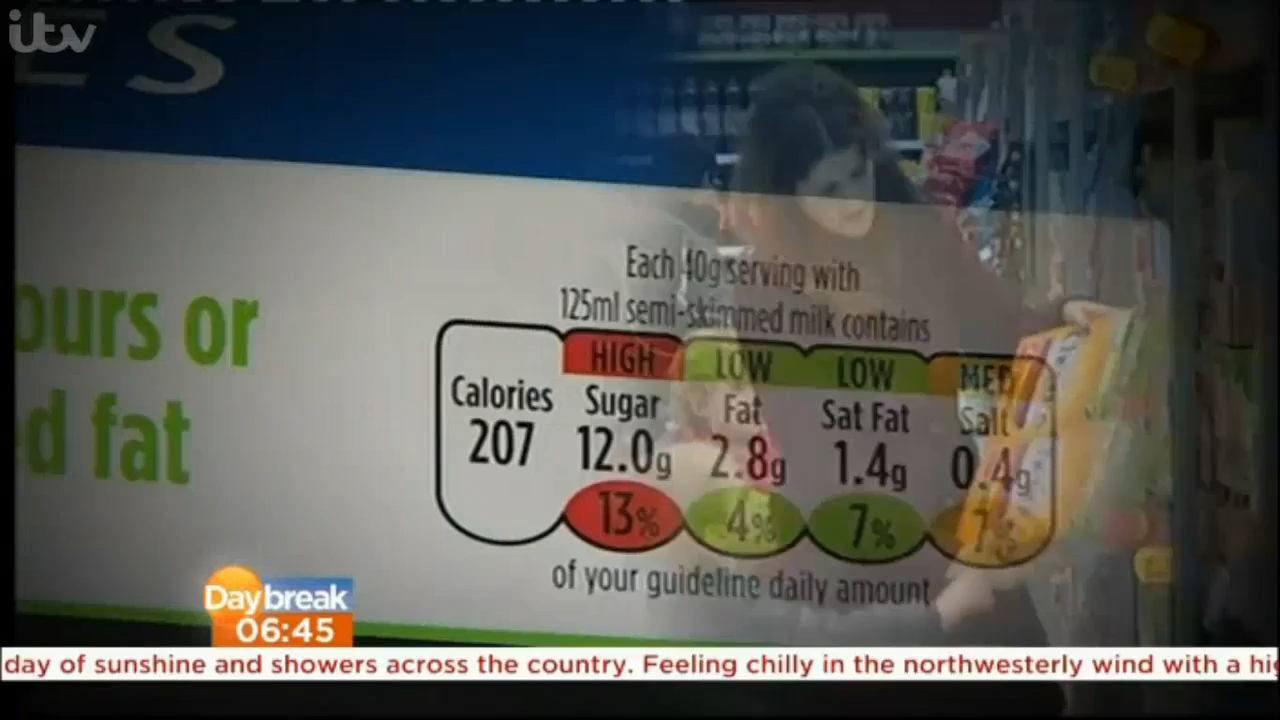 itv
ES
ours or
d fat
Each 40g serving with
125ml semi-skimmed milk contains
HIGH LOW LOW MED
Calories Sugar Fat Sat Fat Salt
207 12.0g 2.8g 1.4g 0.4g
13% 4% 7% 7%
of your guideline daily amount
Daybreak
06:45
day of sunshine and showers across the country. Feeling chilly in the northwesterly wind with a